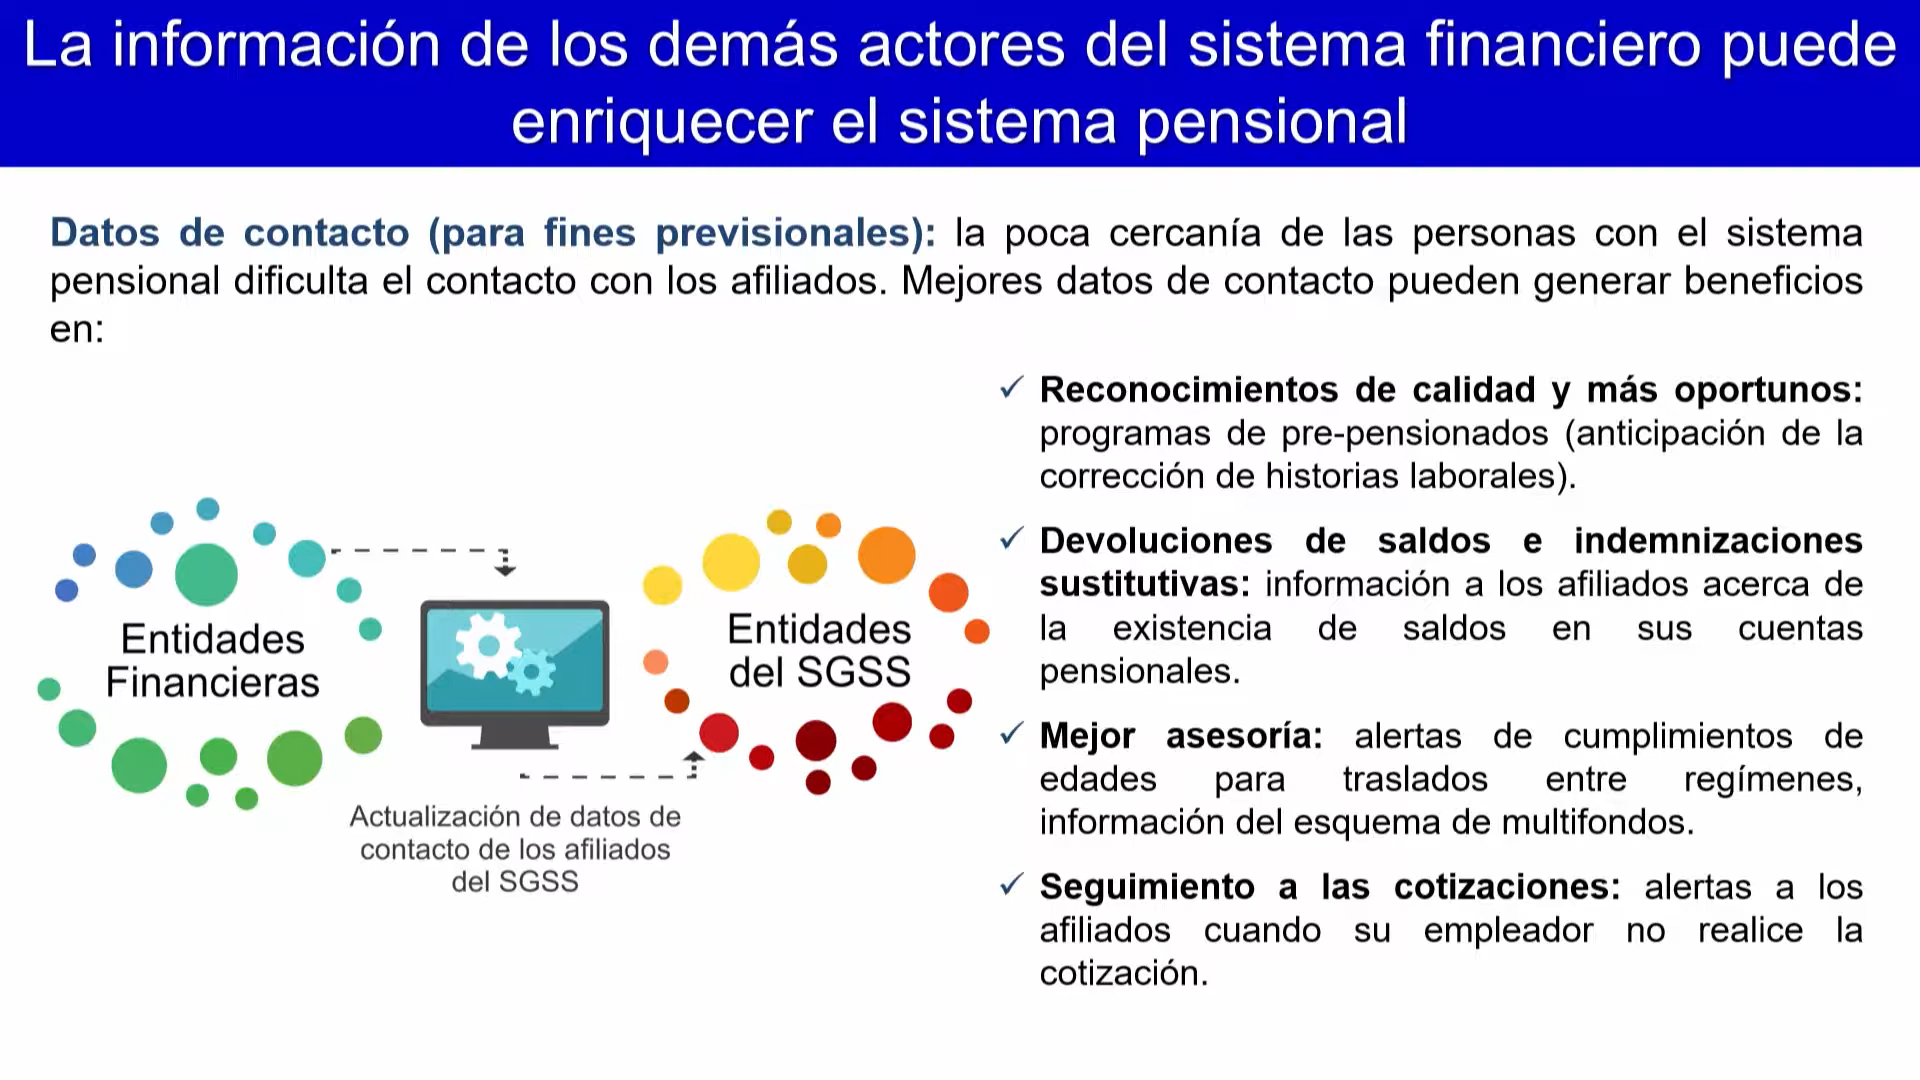 La información de los demás actores del sistema financiero puede
enriquecer el sistema pensional
Datos de contacto (para fines previsionales): la poca cercanía de las personas con el sistema
pensional dificulta el contacto con los afiliados. Mejores datos de contacto pueden generar beneficios
en:
Entidades
Financieras
Entidades
del SGSS
Actualización de datos de
contacto de los afiliados
del SGSS
✓ Reconocimientos de calidad y más oportunos:
programas de pre-pensionados (anticipación de la
corrección de historias laborales).
✓ Devoluciones de saldos e indemnizaciones
sustitutivas: información a los afiliados acerca de
la existencia de saldos en sus cuentas
pensionales.
✓ Mejor asesoría: alertas de cumplimientos de
edades para traslados entre regímenes,
información del esquema de multifondos.
✓ Seguimiento a las cotizaciones: alertas a los
afiliados cuando su empleador no realice la
cotización.